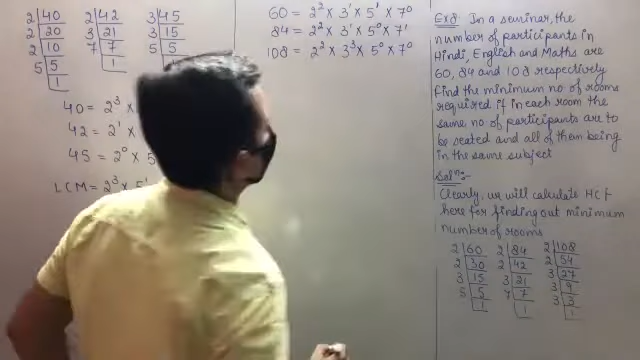 2 | 40
2 | 20
2 | 10
5 | 5
1
2 | 42
3 | 21
7 | 7
1
3 | 45
3 | 15
5 | 5
40 = 2³ ×
42 = 2¹ ×
45 = 2⁰ ×
LCM = 2³ × 5¹
60 = 2² × 3¹ × 5¹ × 7⁰
84 = 2² × 3¹ × 5⁰ × 7¹
108 = 2² × 3³ × 5⁰ × 7⁰
Ex8 In a seminar, the
number of participants in
Hindi, English and Maths are
60, 84 and 108 respectively
find the minimum no of rooms
required if in each room the
same no of participants are to
be seated and all of them being
in the same subject
Soln:-
Clearly, we will calculate HCF
here for finding out minimum
number of rooms
2 | 60
2 | 30
3 | 15
5 | 5
1
2 | 84
2 | 42
3 | 21
7 | 7
1
2 | 108
2 | 54
3 | 27
3 | 9
3 | 3
1